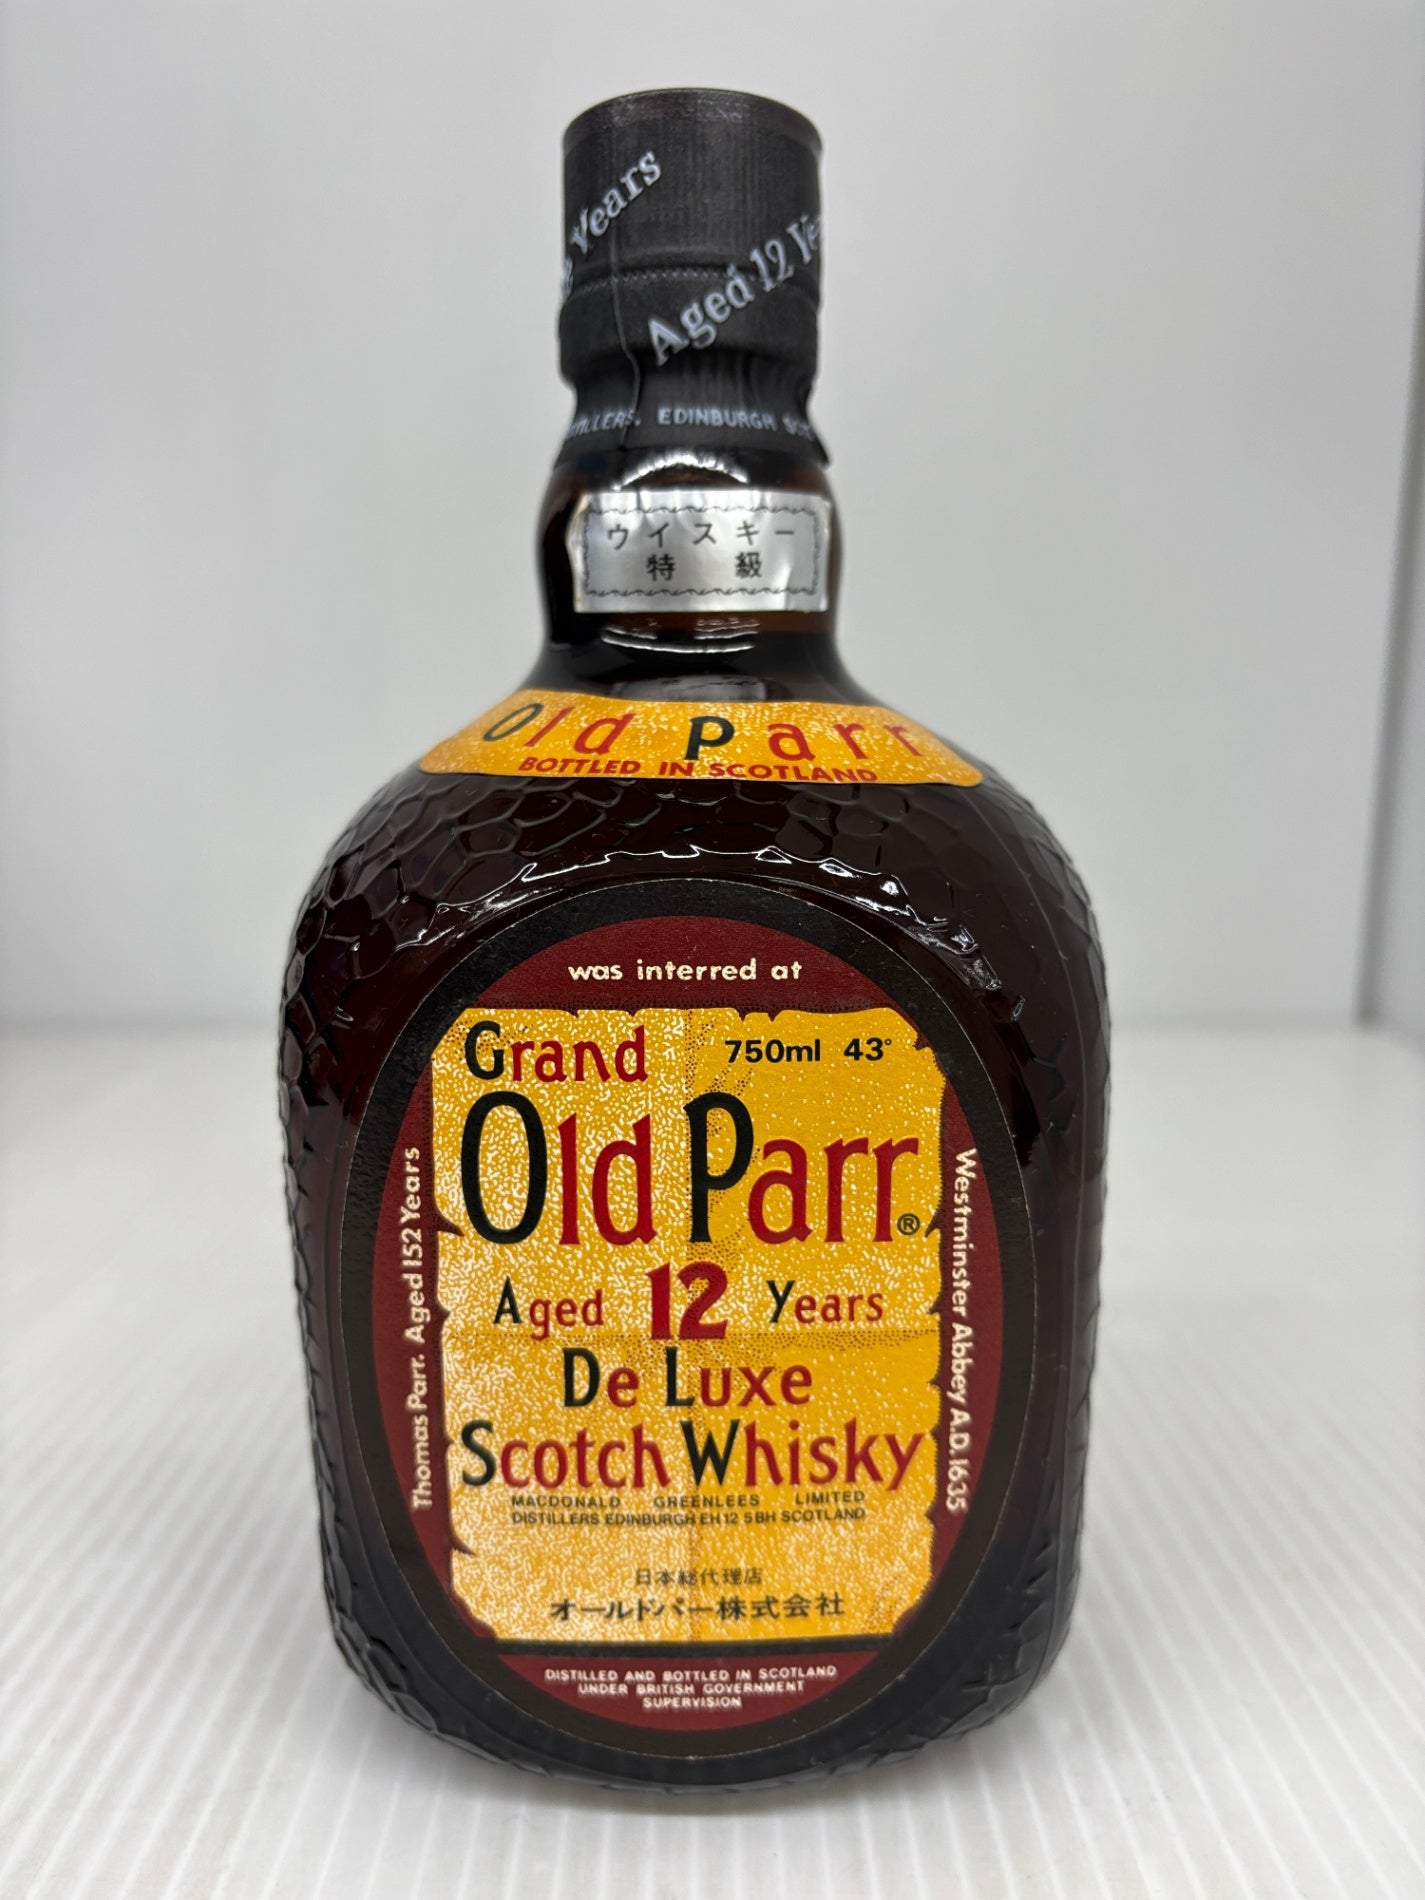 Years
Aged 12
EDINBURGH
ウイスキー
特 級
Old Parr
BOTTLED IN SCOTLAND
was interred at
Grand 750ml 43°
Old Parr®
Aged 12 Years
De Luxe
Scotch Whisky
MACDONALD GREENLEES LIMITED
DISTILLERS EDINBURGH EH12 5BH SCOTLAND
日本総代理店
オールドパー株式会社
Thomas Parr. Aged 152 Years
Westminster Abbey A.D.1635
DISTILLED AND BOTTLED IN SCOTLAND
UNDER BRITISH GOVERNMENT
SUPERVISION